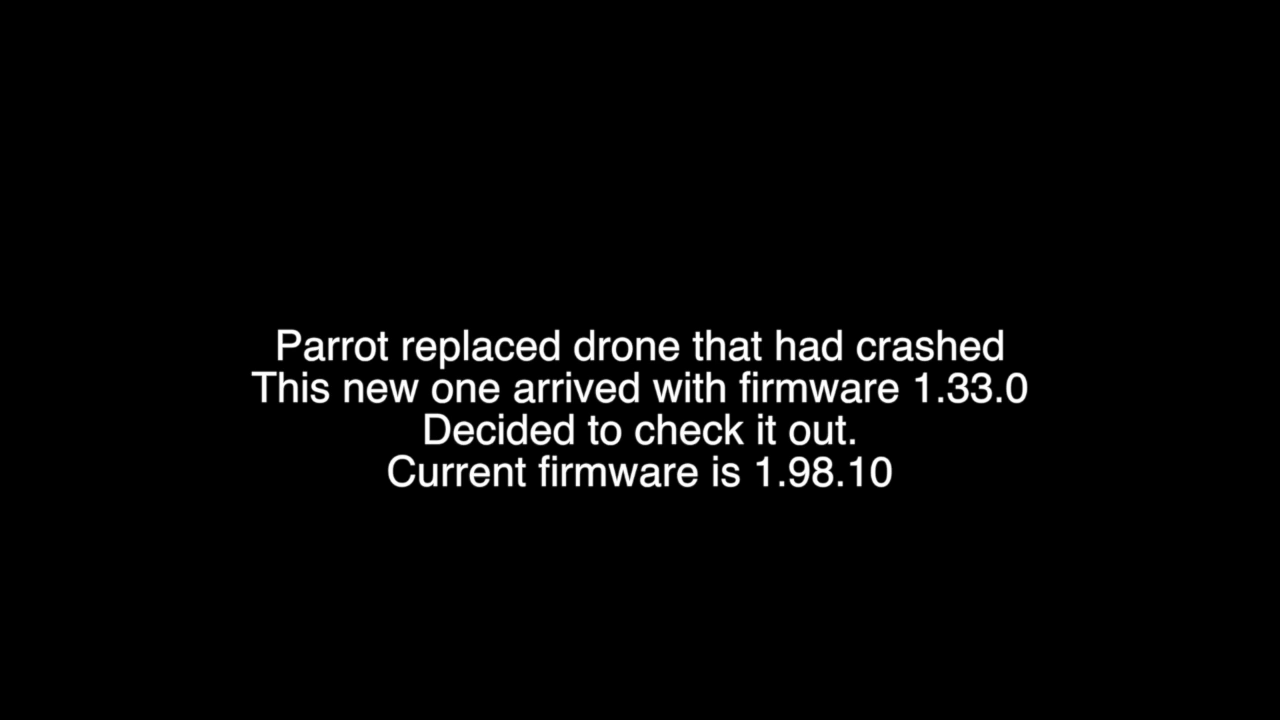 Parrot replaced drone that had crashed
This new one arrived with firmware 1.33.0
Decided to check it out.
Current firmware is 1.98.10